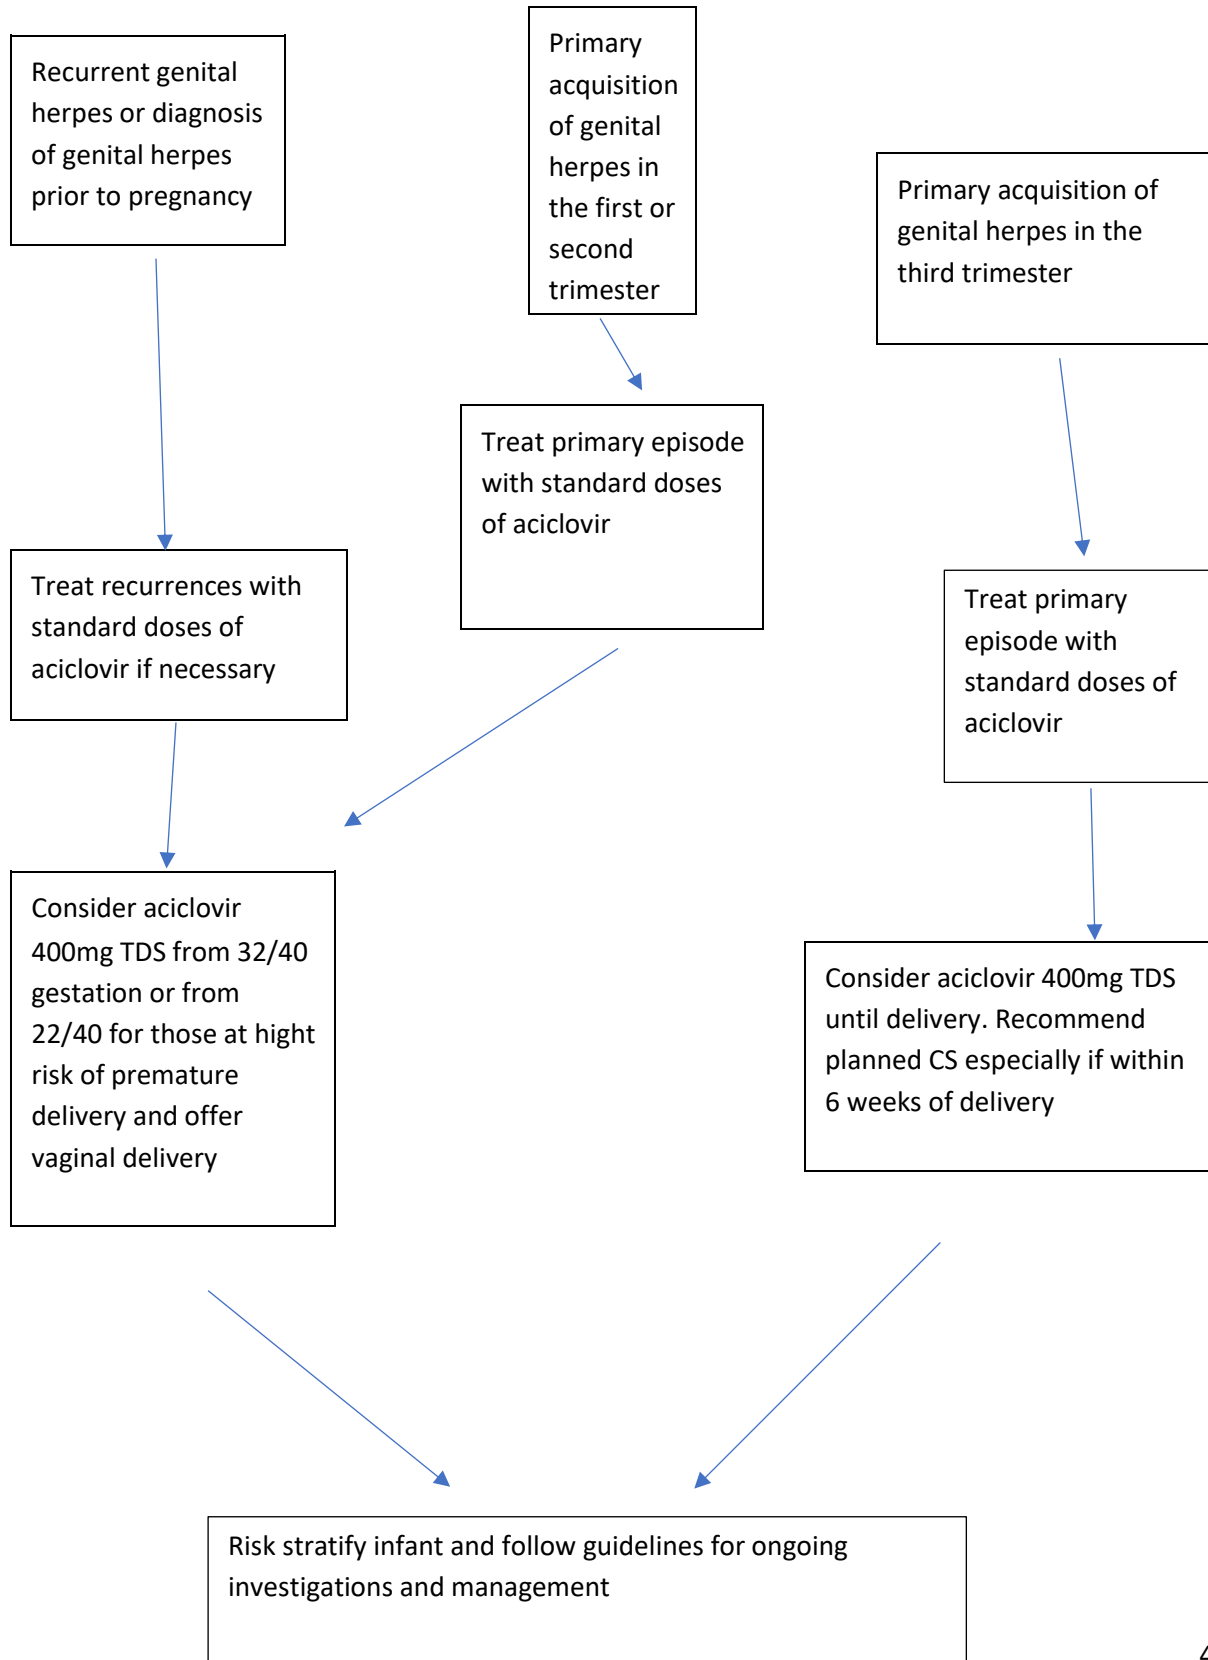 Recurrent genital
herpes or diagnosis
of genital herpes
prior to pregnancy
Primary
acquisition
of genital
herpes in
the first or
second
trimester
Primary acquisition of
genital herpes in the
third trimester
Treat primary episode
with standard doses
of aciclovir
Treat recurrences with
standard doses of
aciclovir if necessary
Treat primary
episode with
standard doses of
aciclovir
Consider aciclovir
400mg TDS from 32/40
gestation or from
22/40 for those at hight
risk of premature
delivery and offer
vaginal delivery
Consider aciclovir 400mg TDS
until delivery. Recommend
planned CS especially if within
6 weeks of delivery
Risk stratify infant and follow guidelines for ongoing
investigations and management
4